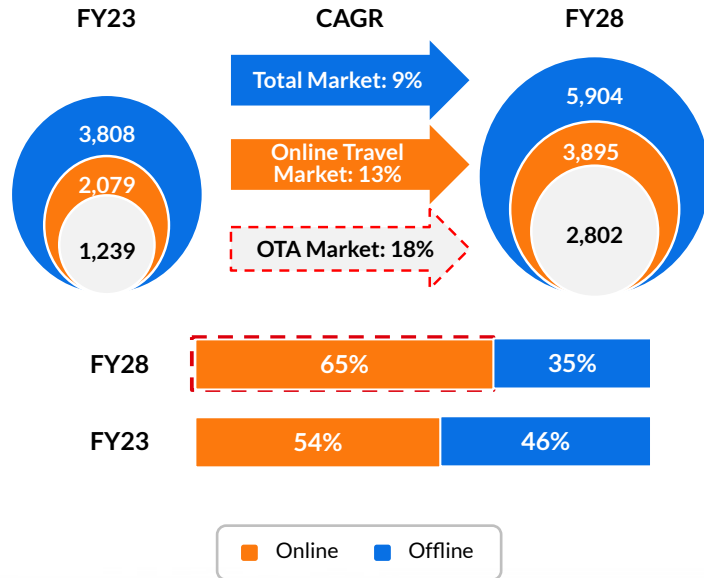 FY23
CAGR
FY28
3,808
2,079
1,239
Total Market: 9%
Online Travel
Market: 13%
OTA Market: 18%
5,904
3,895
2,802
FY28
65%
35%
FY23
54%
46%
Online
Offline